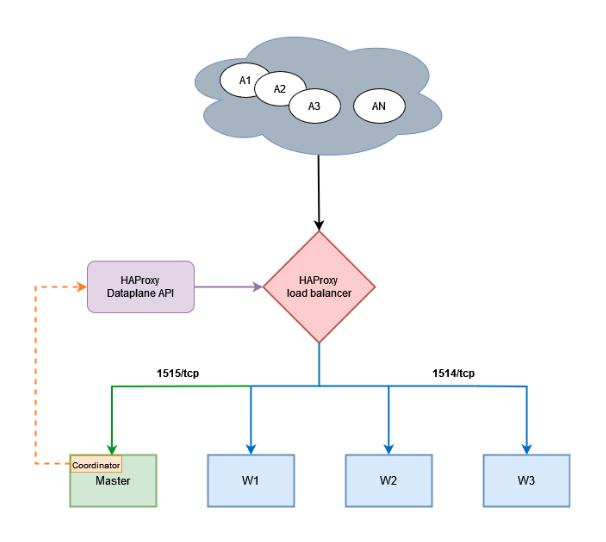 A1
A2
A3
AN
HAProxy
Dataplane API
HAProxy
load balancer
1515/tcp
1514/tcp
Coordinator
Master
W1
W2
W3